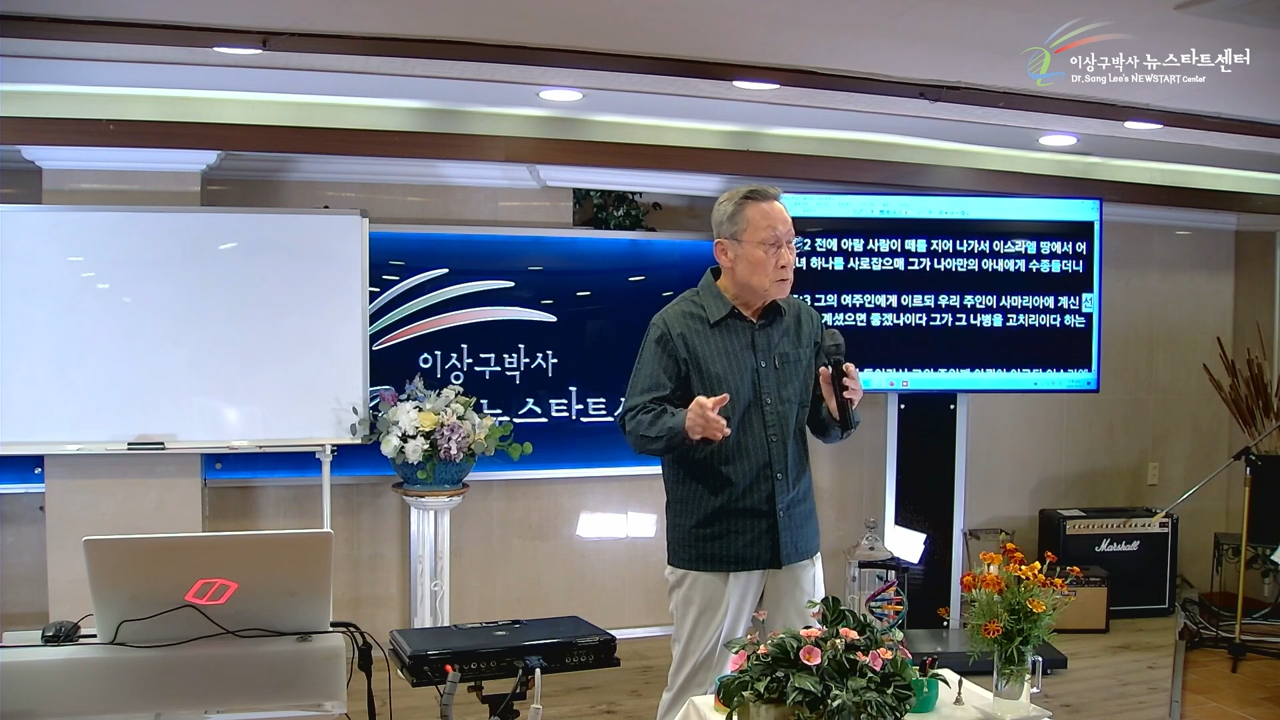 이상구박사 뉴스타트센터
Dr. Sang Lee's NEWSTART Center
2 전에 아람 사람이 떼를 지어 나가서 이스라엘 땅에서 어
녀 하나를 사로잡으매 그가 나아만의 아내에게 수종들더니
:3 그의 여주인에게 이르되 우리 주인이 사마리아에 계신 선
계셨으면 좋겠나이다 그가 그 나병을 고치리이다 하는
이상구박사
뉴스타트
Marshall